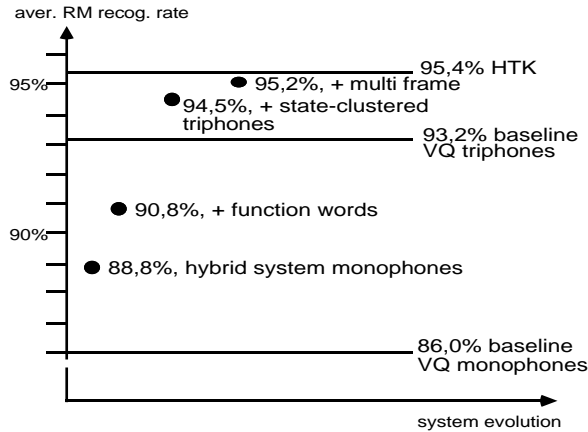 aver. RM recog. rate
95,4% HTK
95%
95,2%, + multi frame
94,5%, + state-clustered
triphones
93,2% baseline
VQ triphones
90,8%, + function words
90%
88,8%, hybrid system monophones
86,0% baseline
VQ monophones
system evolution